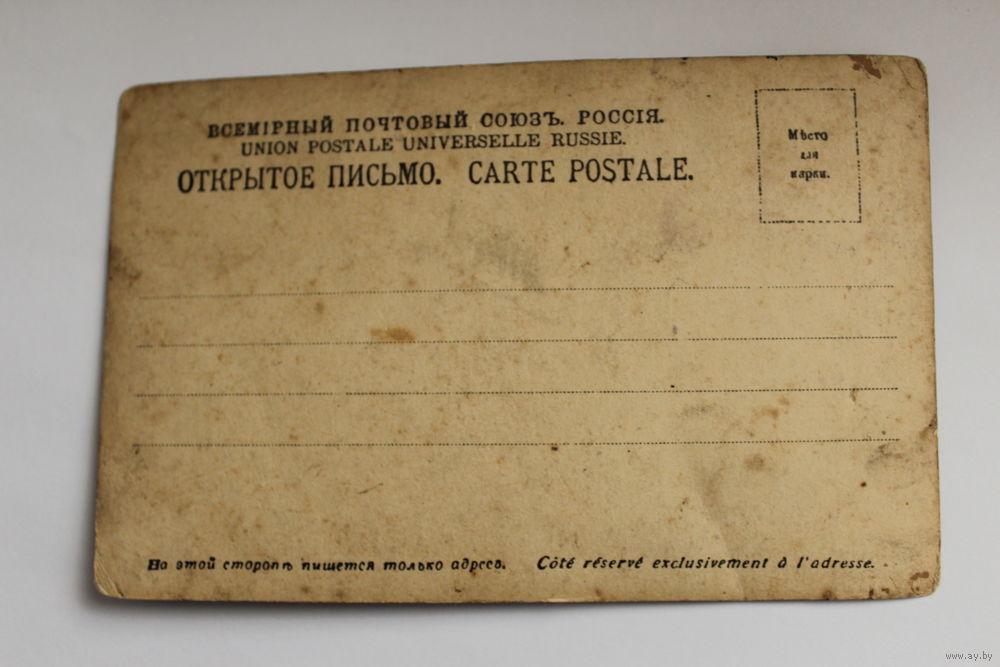 ВСЕМІРНЫЙ ПОЧТОВЫЙ СОЮЗЪ. РОССІЯ.
UNION POSTALE UNIVERSELLE RUSSIE.
ОТКРЫТОЕ ПИСЬМО. CARTE POSTALE.
Мѣсто
для
марки.
На этой сторонѣ пишется только адресъ. Côté réservé exclusivement à l'adresse.
www.ay.by